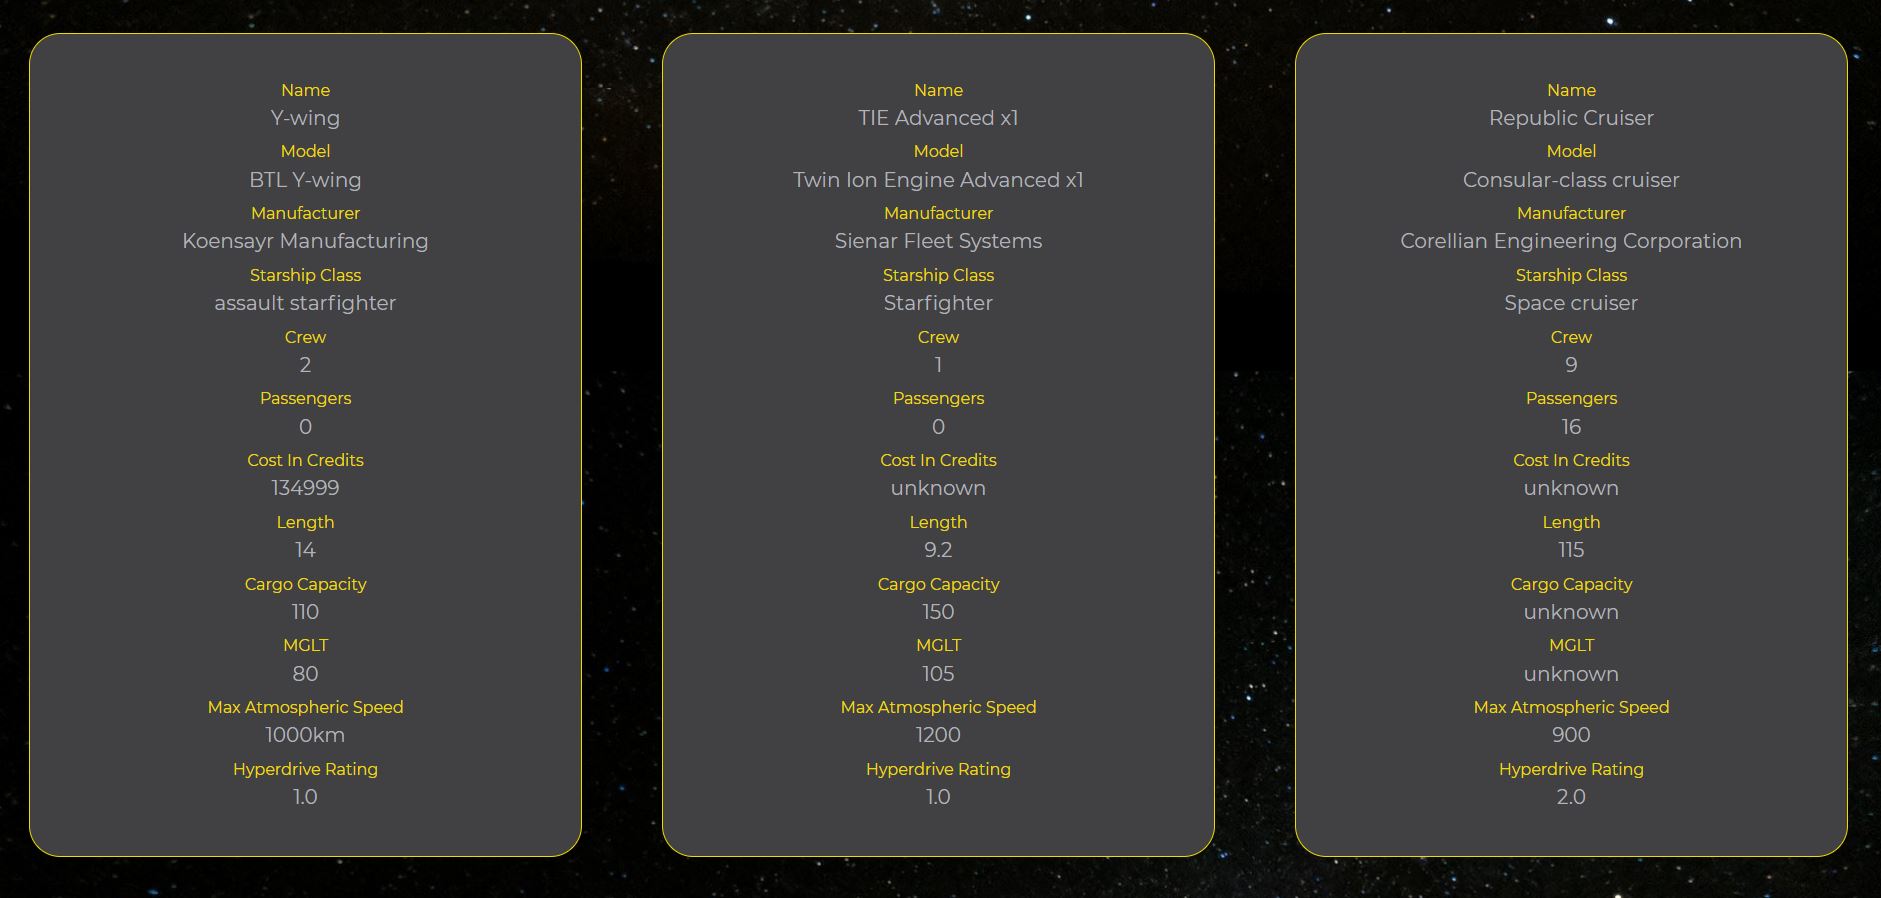 Name
Y-wing
Model
BTL Y-wing
Manufacturer
Koensayr Manufacturing
Starship Class
assault starfighter
Crew
2
Passengers
0
Cost In Credits
134999
Length
14
Cargo Capacity
110
MGLT
80
Max Atmospheric Speed
1000km
Hyperdrive Rating
1.0
Name
TIE Advanced x1
Model
Twin Ion Engine Advanced x1
Manufacturer
Sienar Fleet Systems
Starship Class
Starfighter
Crew
1
Passengers
0
Cost In Credits
unknown
Length
9.2
Cargo Capacity
150
MGLT
105
Max Atmospheric Speed
1200
Hyperdrive Rating
1.0
Name
Republic Cruiser
Model
Consular-class cruiser
Manufacturer
Corellian Engineering Corporation
Starship Class
Space cruiser
Crew
9
Passengers
16
Cost In Credits
unknown
Length
115
Cargo Capacity
unknown
MGLT
unknown
Max Atmospheric Speed
900
Hyperdrive Rating
2.0